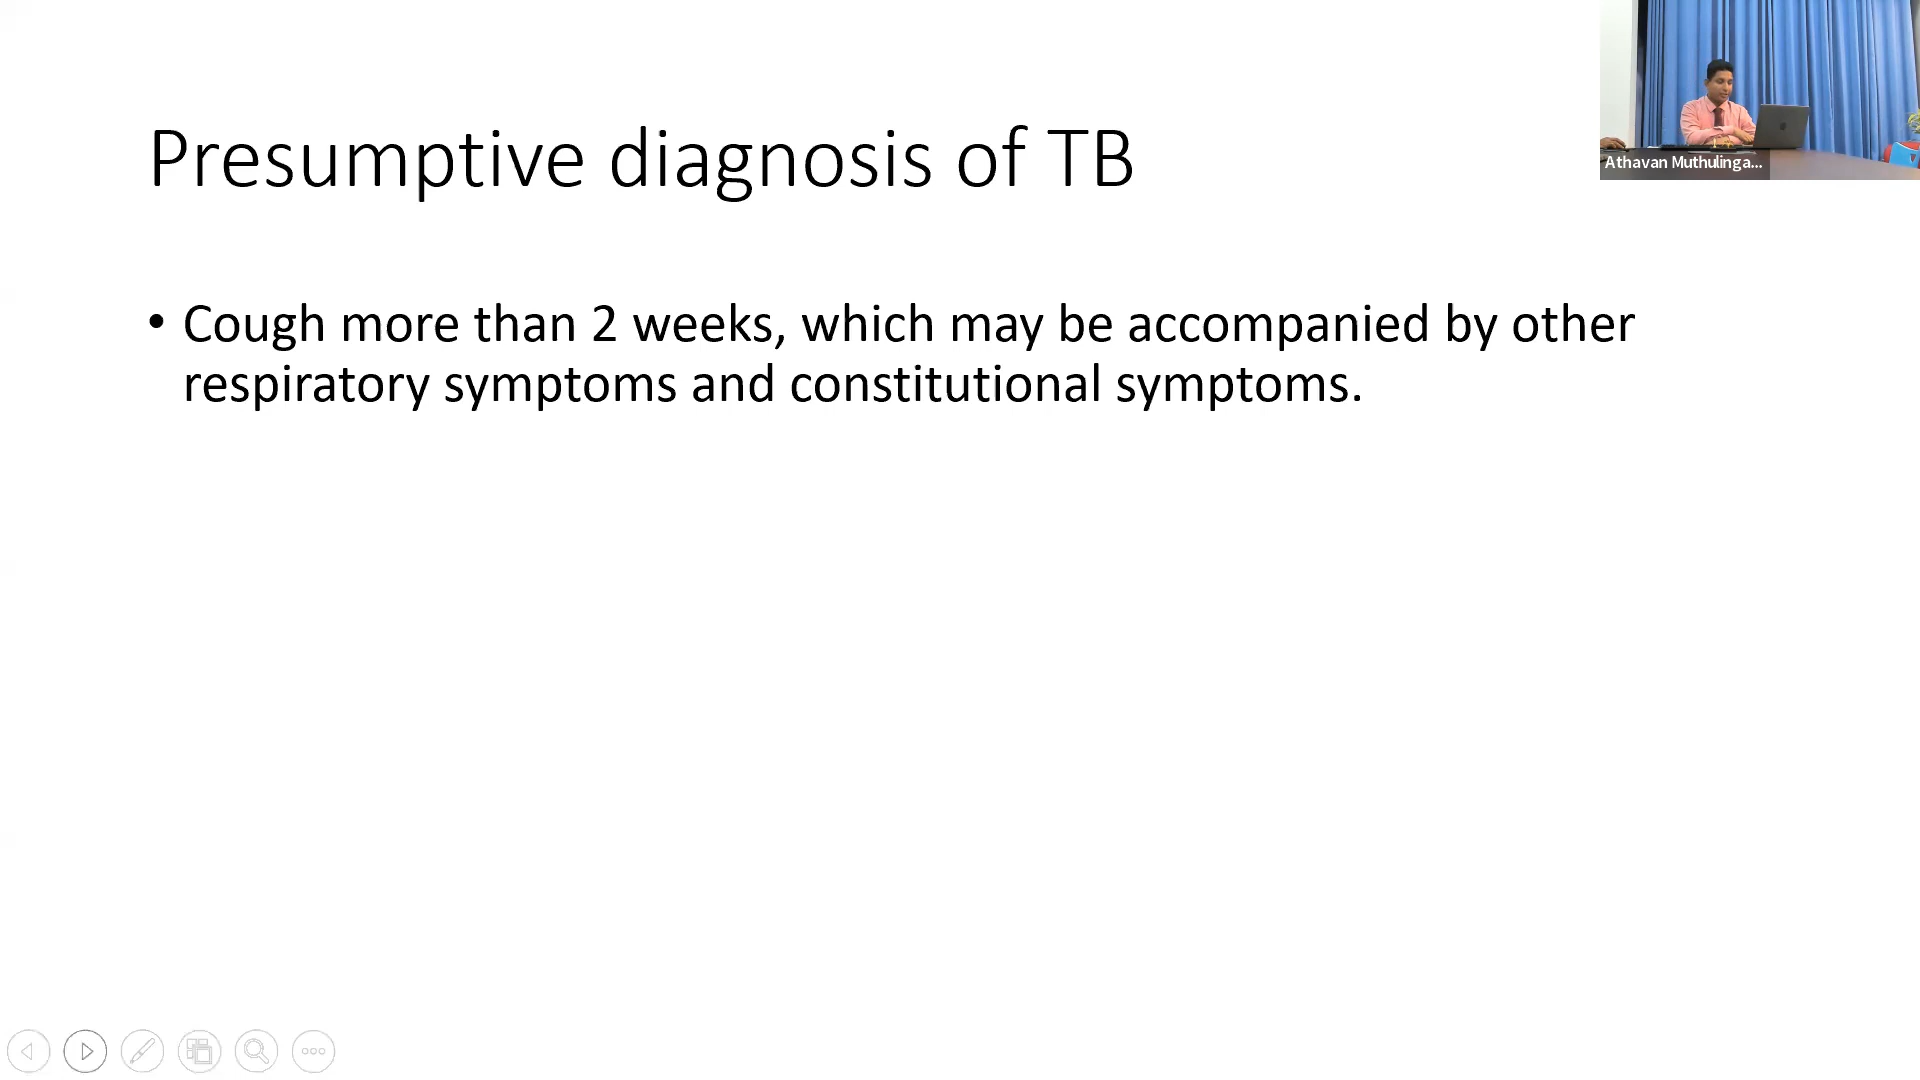 Presumptive diagnosis of TB
Athavan Muthulinga...
• Cough more than 2 weeks, which may be accompanied by other
respiratory symptoms and constitutional symptoms.